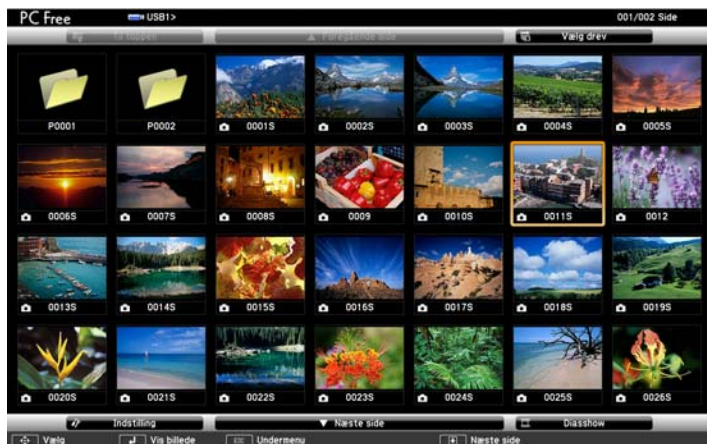 PC Free USB1> 001/002 Side
Til toppen ▲ Foregående side Vælg drev
P0001 P0002 0001S 0002S 0003S 0004S 0005S
0006S 0007S 0008S 0009 0010S 0011S 0012
0013S 0014S 0015S 0016S 0017S 0018S 0019S
0020S 0021S 0022S 0023S 0024S 0025S 0026S
Indstilling ▼ Næste side Diasshow
Vælg Vis billede Esc Undermenu Næste side